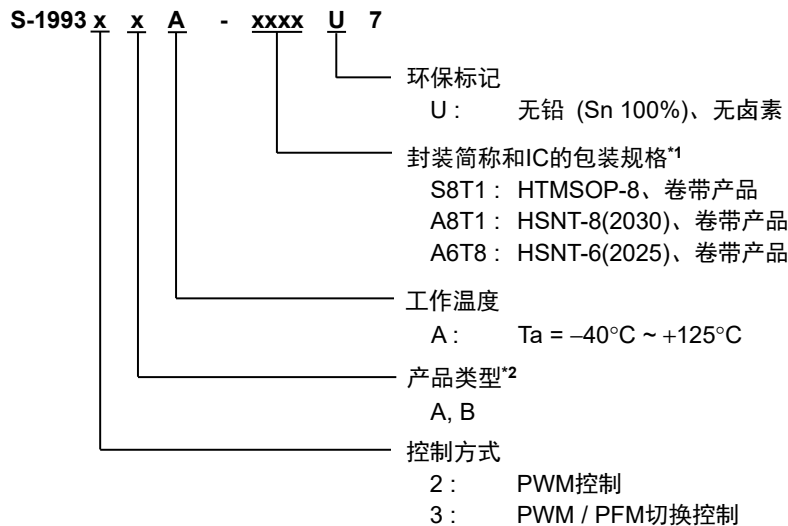 S-1993 x x A - xxxx U 7
环保标记
U : 无铅 (Sn 100%)、无卤素
封装简称和IC的包装规格*1
S8T1 : HTMSOP-8、卷带产品
A8T1 : HSNT-8(2030)、卷带产品
A6T8 : HSNT-6(2025)、卷带产品
工作温度
A : Ta = −40°C ~ +125°C
产品类型*2
A, B
控制方式
2 : PWM控制
3 : PWM / PFM切换控制